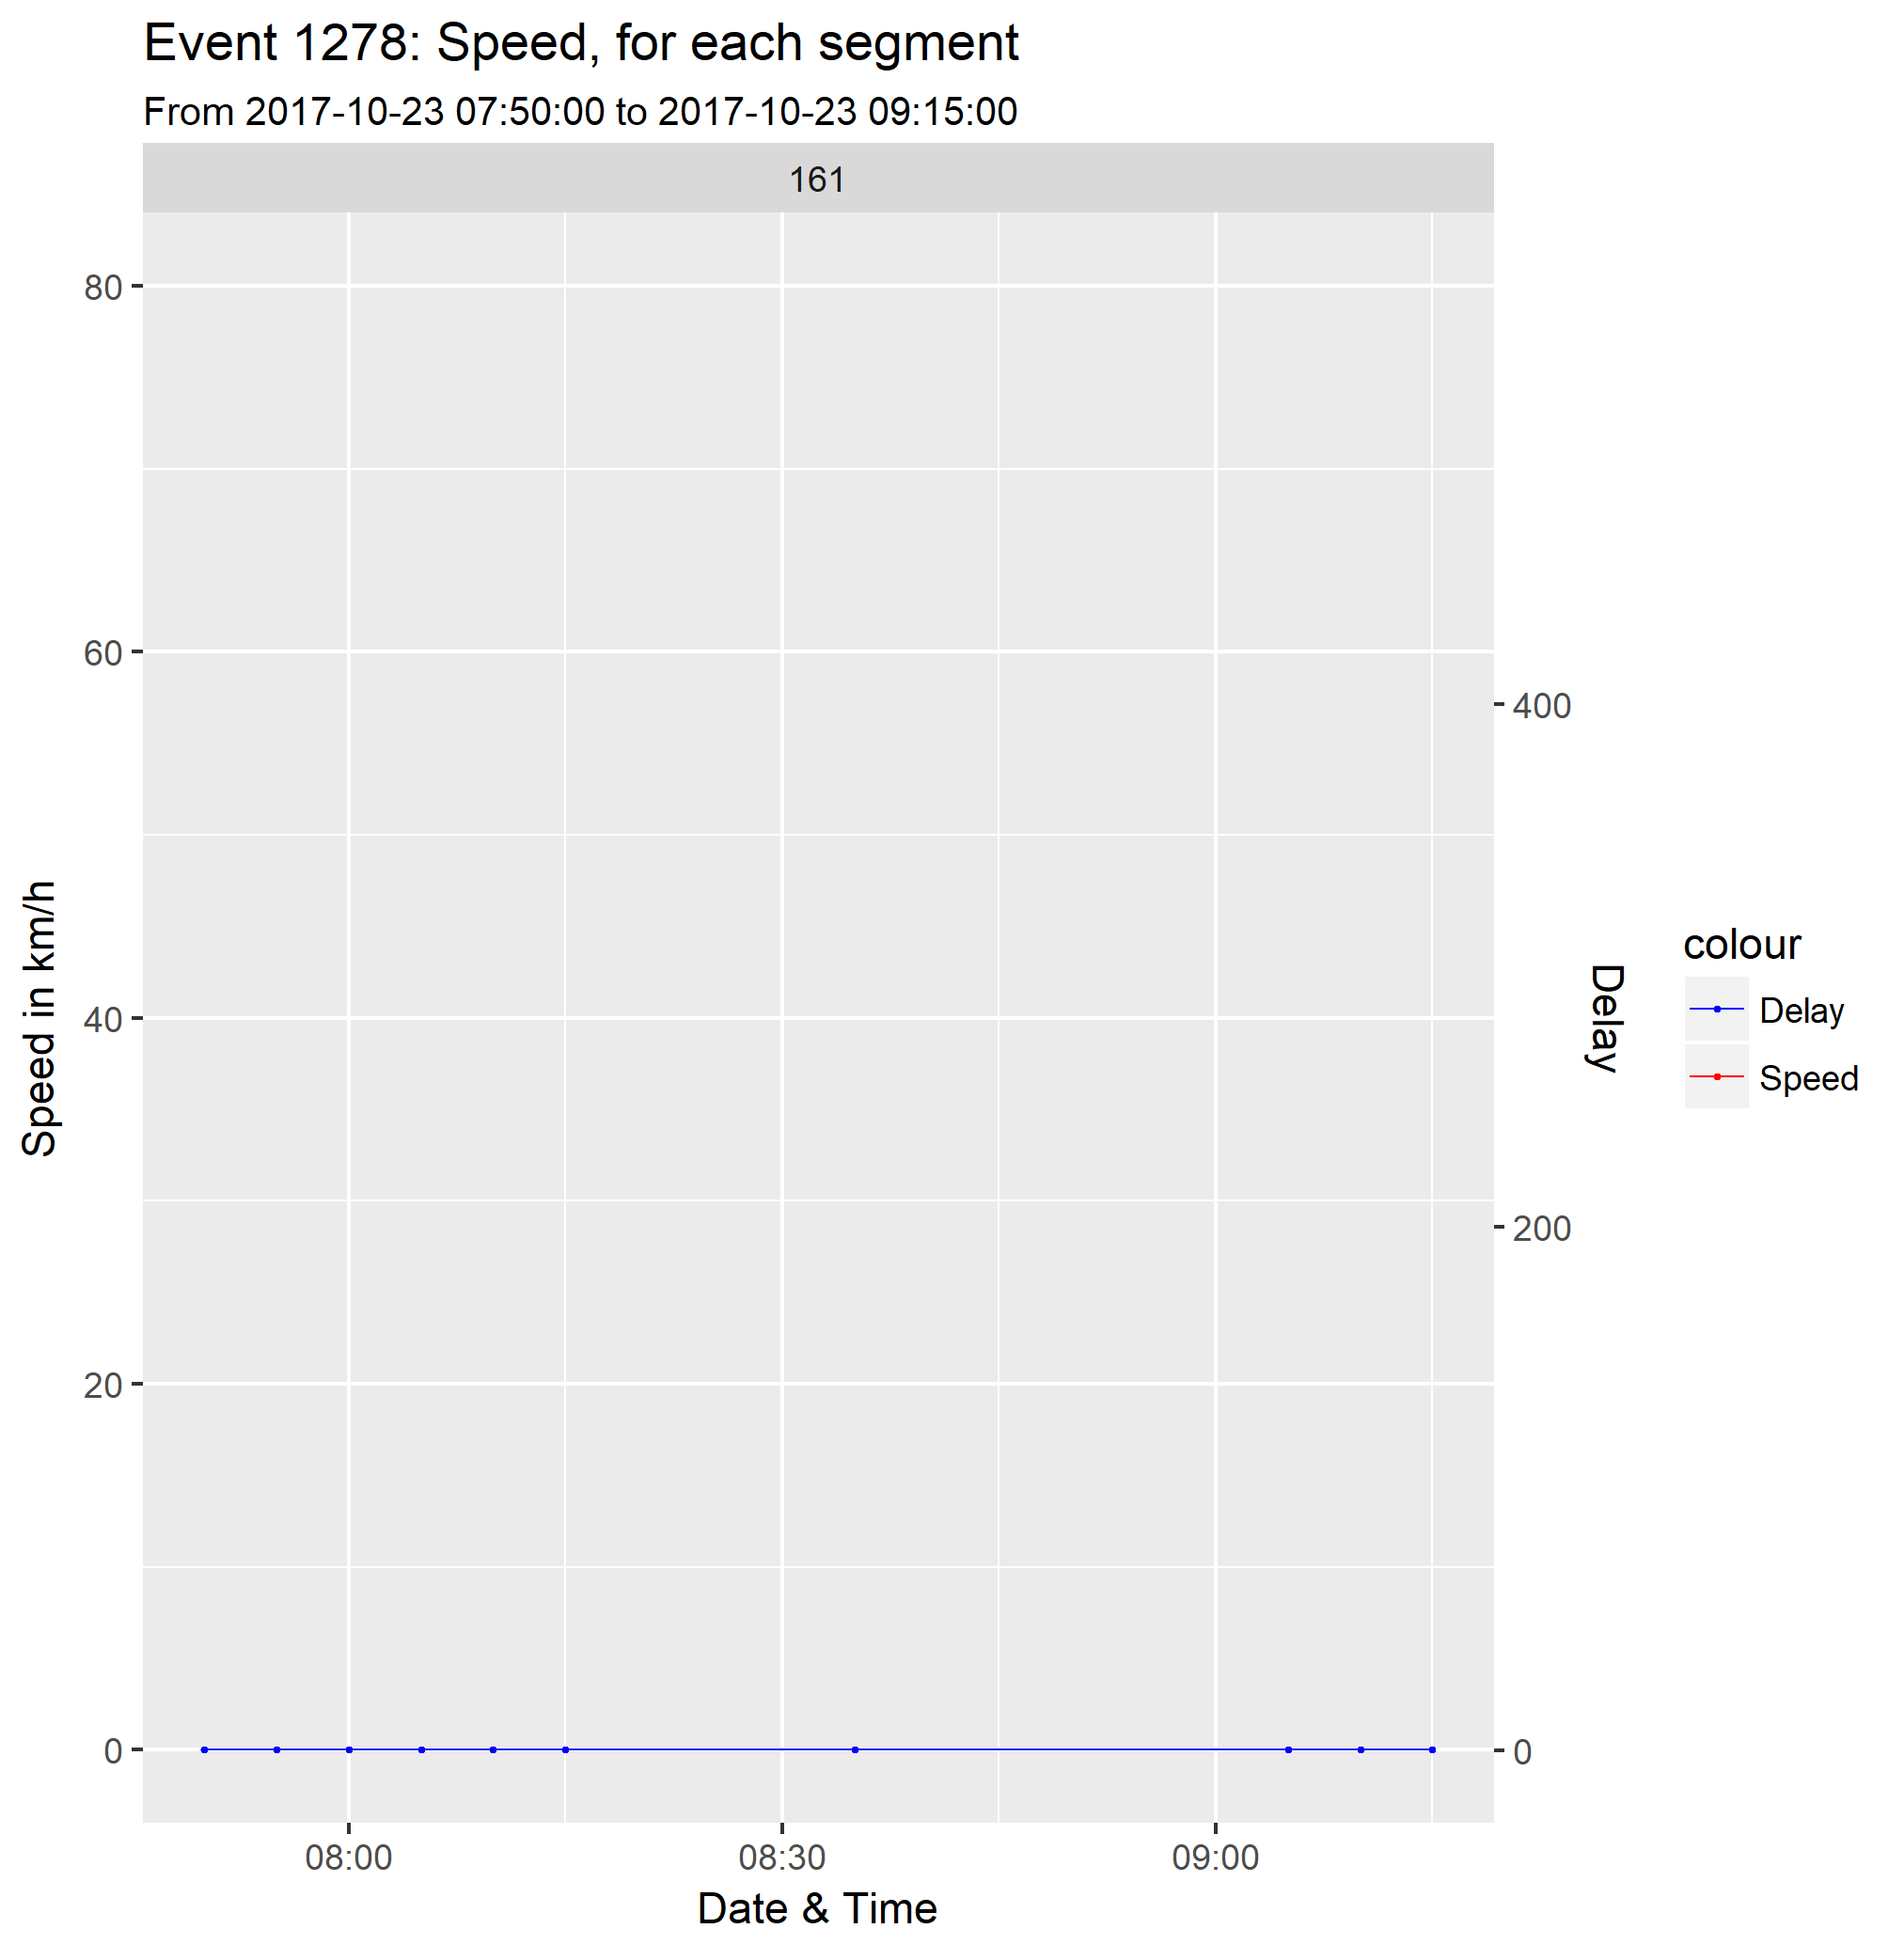 Event 1278: Speed, for each segment
From 2017-10-23 07:50:00 to 2017-10-23 09:15:00
161
80
60
40
20
0
Speed in km/h
400
200
0
Delay
08:00
08:30
09:00
Date & Time
colour
Delay
Speed